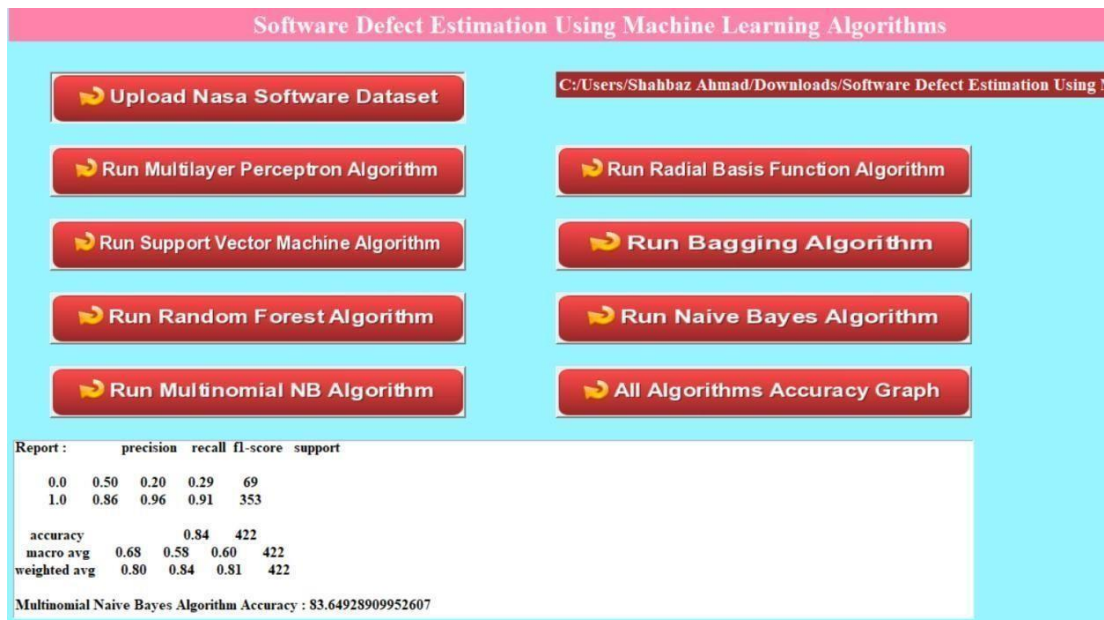 Software Defect Estimation Using Machine Learning Algorithms
Upload Nasa Software Dataset
C:/Users/Shahbaz Ahmad/Downloads/Software Defect Estimation Using
Run Multilayer Perceptron Algorithm
Run Radial Basis Function Algorithm
Run Support Vector Machine Algorithm
Run Bagging Algorithm
Run Random Forest Algorithm
Run Naive Bayes Algorithm
Run Multinomial NB Algorithm
All Algorithms Accuracy Graph
Report : precision recall f1-score support
0.0 0.50 0.20 0.29 69
1.0 0.86 0.96 0.91 353
accuracy 0.84 422
macro avg 0.68 0.58 0.60 422
weighted avg 0.80 0.84 0.81 422
Multinomial Naive Bayes Algorithm Accuracy : 83.64928909952607